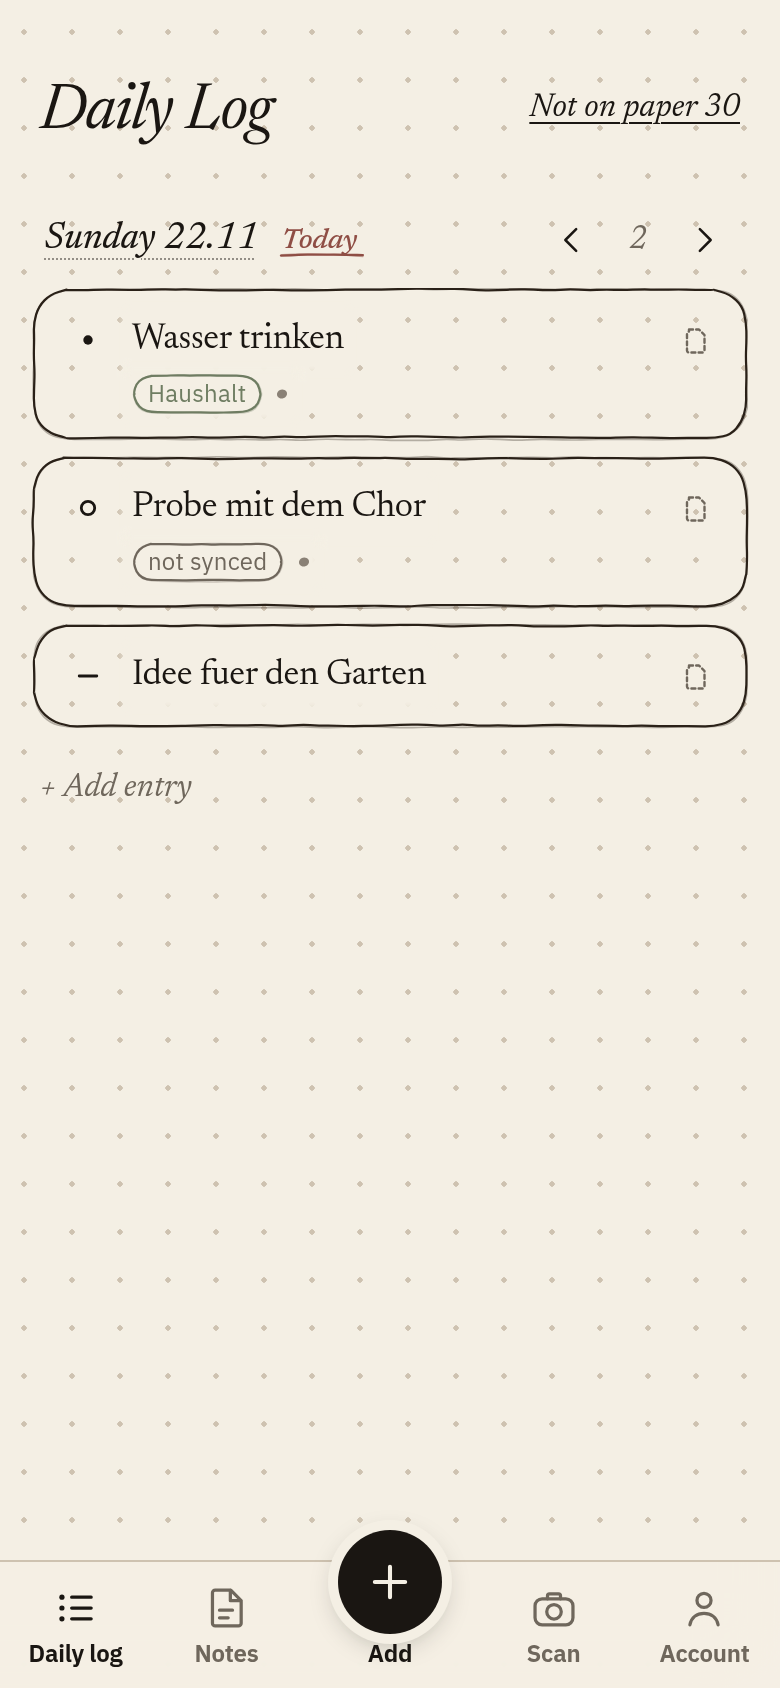 Daily Log
Not on paper 30
Sunday 22.11 Today
2
• Wasser trinken
Haushalt
Probe mit dem Chor
not synced
– Idee fuer den Garten
+ Add entry
Daily log
Notes
Add
Scan
Account